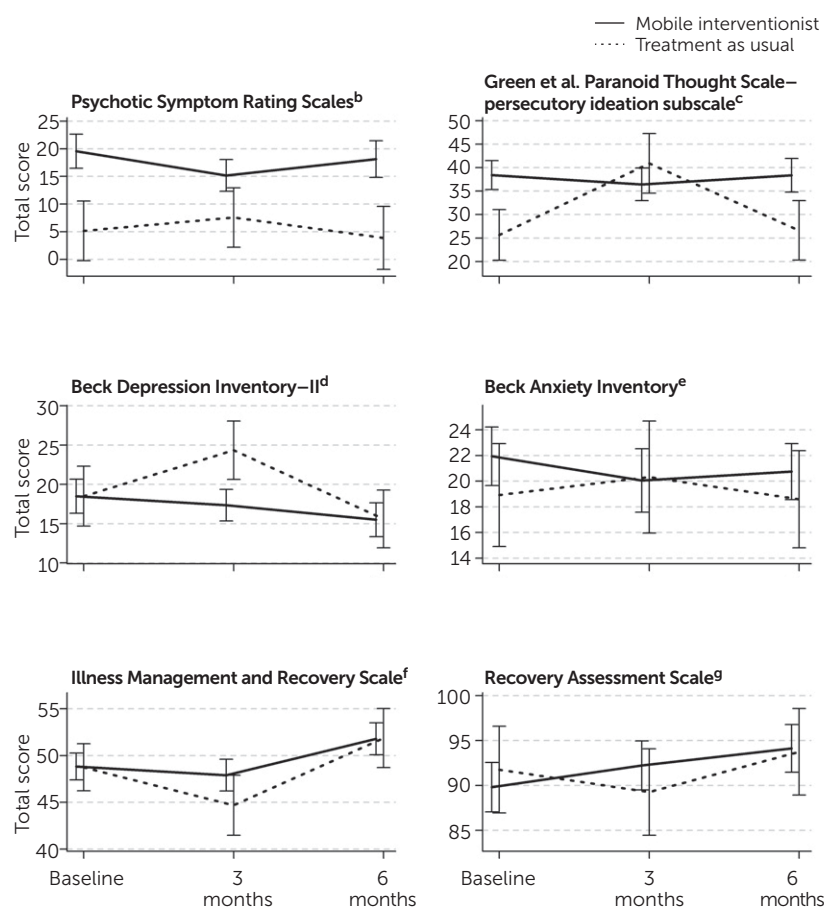 Mobile interventionist
Treatment as usual
Psychotic Symptom Rating Scalesᵇ
25
20
15
10
5
0
Total score
Green et al. Paranoid Thought Scale–
persecutory ideation subscaleᶜ
50
45
40
35
30
25
20
Beck Depression Inventory–IIᵈ
30
20
15
10
Total score
Beck Anxiety Inventoryᵉ
24
22
20
18
16
14
Illness Management and Recovery Scaleᶠ
55
50
45
40
Total score
Baseline
3
months
6
months
Recovery Assessment Scaleᵍ
100
95
90
85
Baseline
3
months
6
months